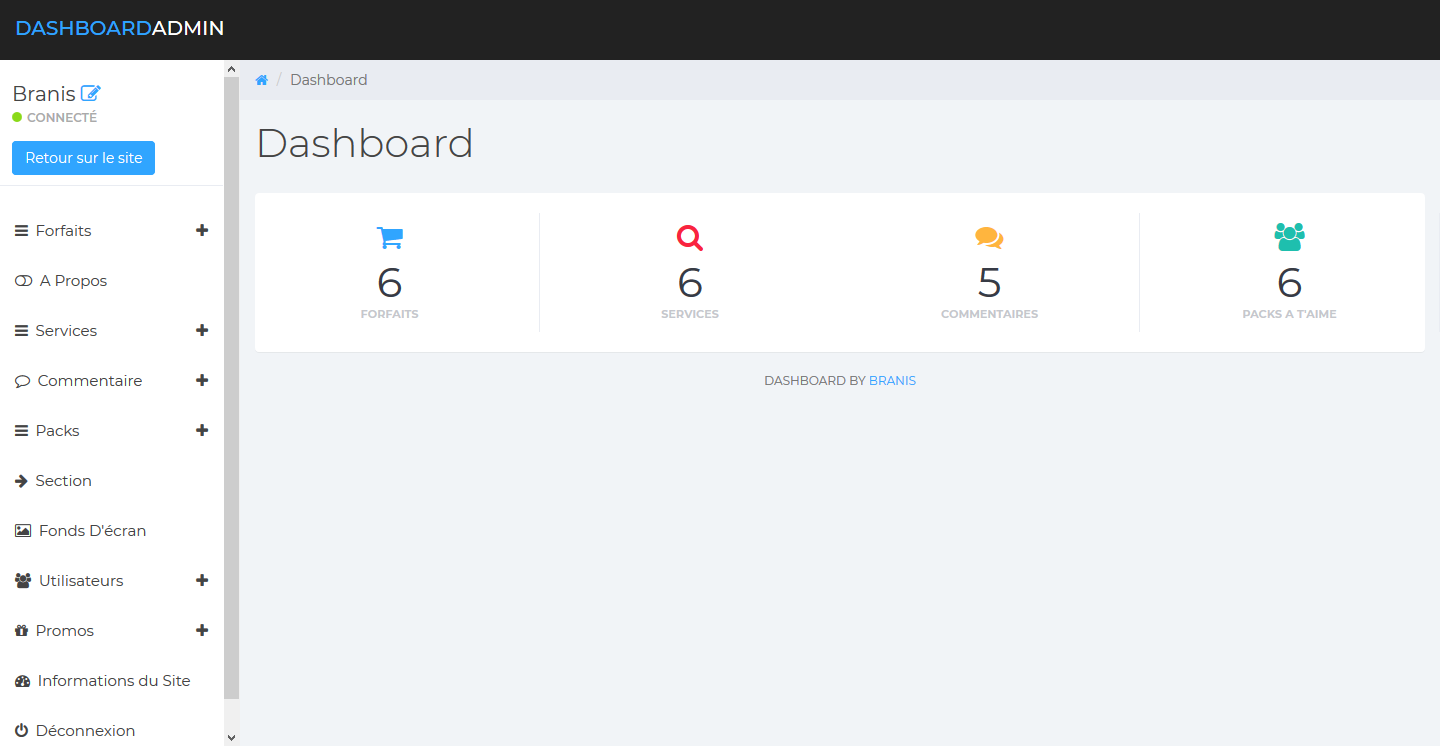 DASHBOARDADMIN
Branis
CONNECTÉ
Retour sur le site
Forfaits
A Propos
Services
Commentaire
Packs
Section
Fonds D'écran
Utilisateurs
Promos
Informations du Site
Déconnexion
/ Dashboard
Dashboard
6
FORFAITS
6
SERVICES
5
COMMENTAIRES
6
PACKS A T'AIME
DASHBOARD BY BRANIS